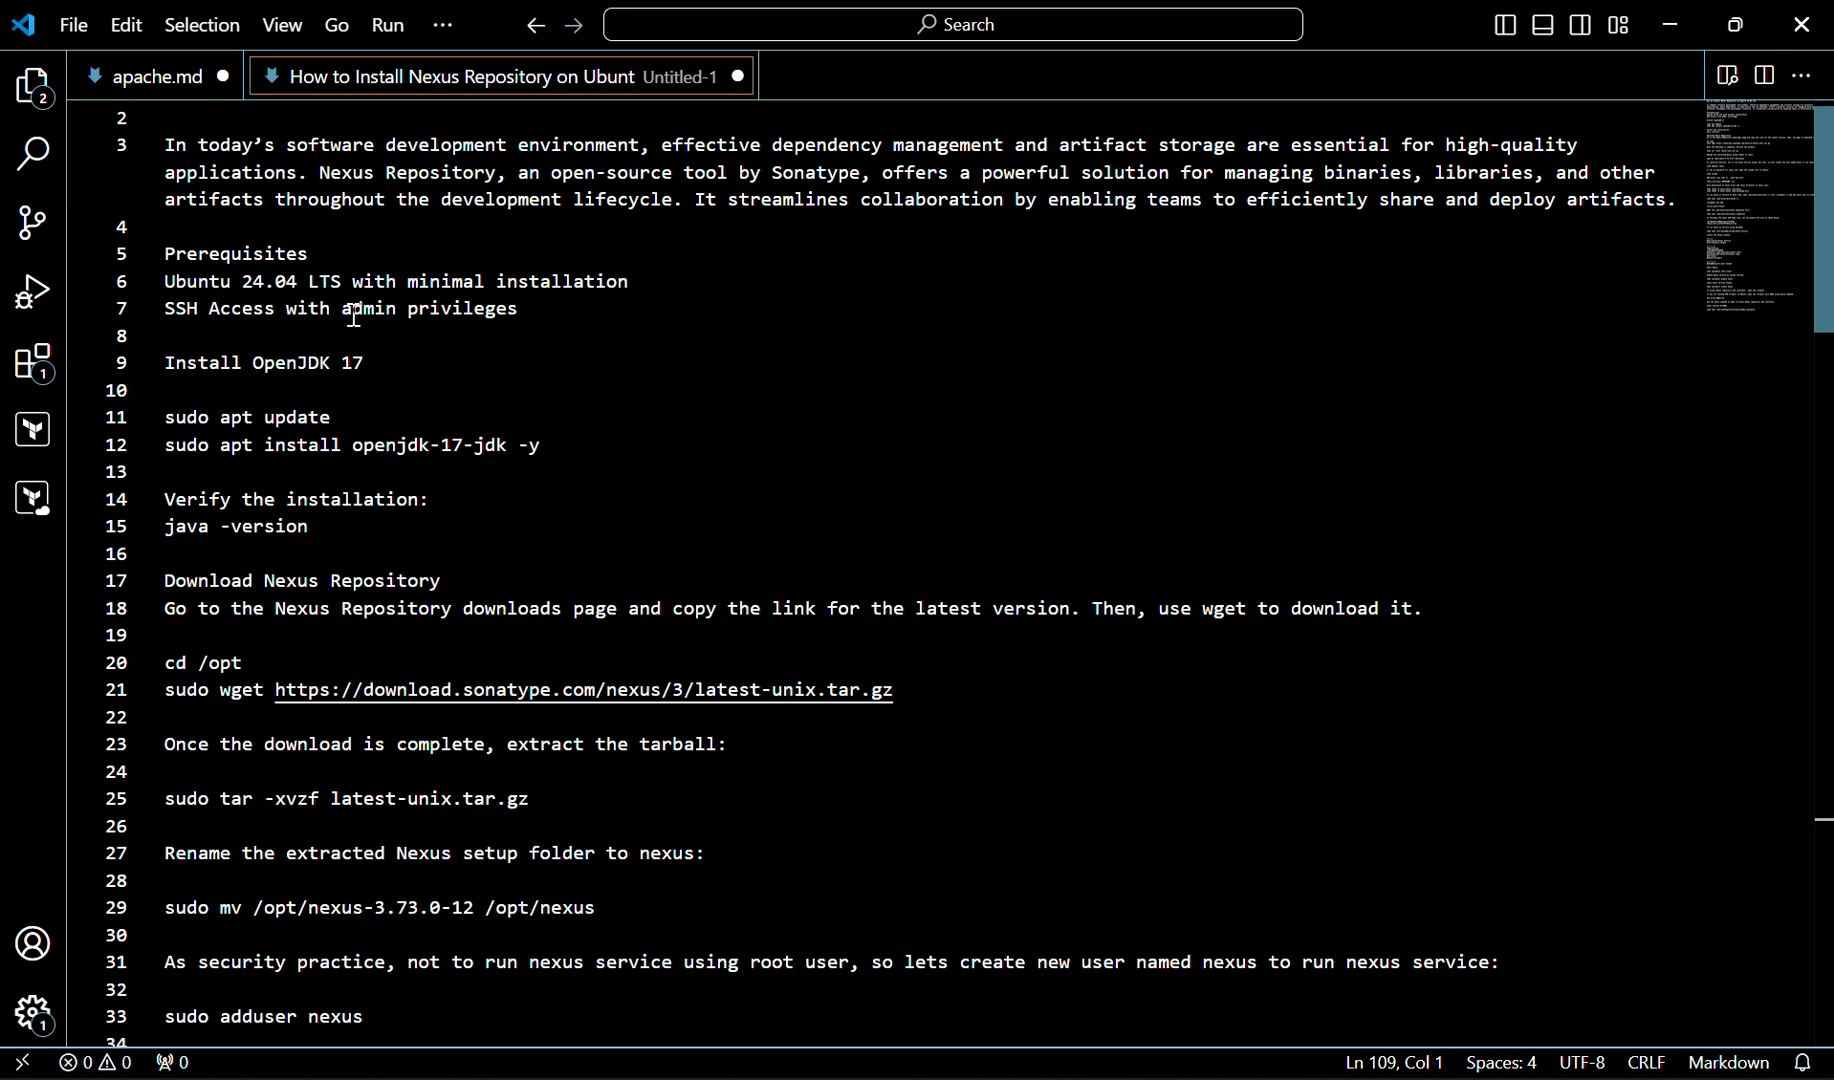 File Edit Selection View Go Run ··· Search
apache.md How to Install Nexus Repository on Ubunt Untitled-1
2
3 In today’s software development environment, effective dependency management and artifact storage are essential for high-quality
applications. Nexus Repository, an open-source tool by Sonatype, offers a powerful solution for managing binaries, libraries, and other
artifacts throughout the development lifecycle. It streamlines collaboration by enabling teams to efficiently share and deploy artifacts.
4
5 Prerequisites
6 Ubuntu 24.04 LTS with minimal installation
7 SSH Access with admin privileges
8
9 Install OpenJDK 17
10
11 sudo apt update
12 sudo apt install openjdk-17-jdk -y
13
14 Verify the installation:
15 java -version
16
17 Download Nexus Repository
18 Go to the Nexus Repository downloads page and copy the link for the latest version. Then, use wget to download it.
19
20 cd /opt
21 sudo wget https://download.sonatype.com/nexus/3/latest-unix.tar.gz
22
23 Once the download is complete, extract the tarball:
24
25 sudo tar -xvzf latest-unix.tar.gz
26
27 Rename the extracted Nexus setup folder to nexus:
28
29 sudo mv /opt/nexus-3.73.0-12 /opt/nexus
30
31 As security practice, not to run nexus service using root user, so lets create new user named nexus to run nexus service:
32
33 sudo adduser nexus
34
2
1
1
0 0 0 Ln 109, Col 1 Spaces: 4 UTF-8 CRLF Markdown